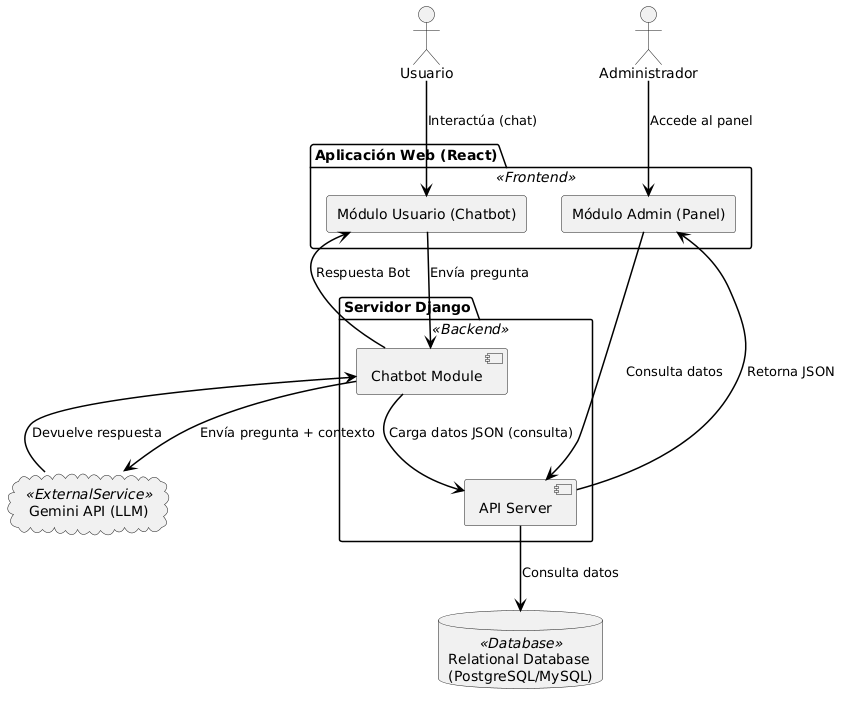 Usuario
Administrador
Interactúa (chat)
Accede al panel
Aplicación Web (React)
«Frontend»
Módulo Usuario (Chatbot)
Módulo Admin (Panel)
Respuesta Bot
Envía pregunta
Servidor Django
«Backend»
Chatbot Module
Consulta datos
Retorna JSON
Devuelve respuesta
Envía pregunta + contexto
Carga datos JSON (consulta)
«ExternalService»
Gemini API (LLM)
API Server
Consulta datos
«Database»
Relational Database
(PostgreSQL/MySQL)